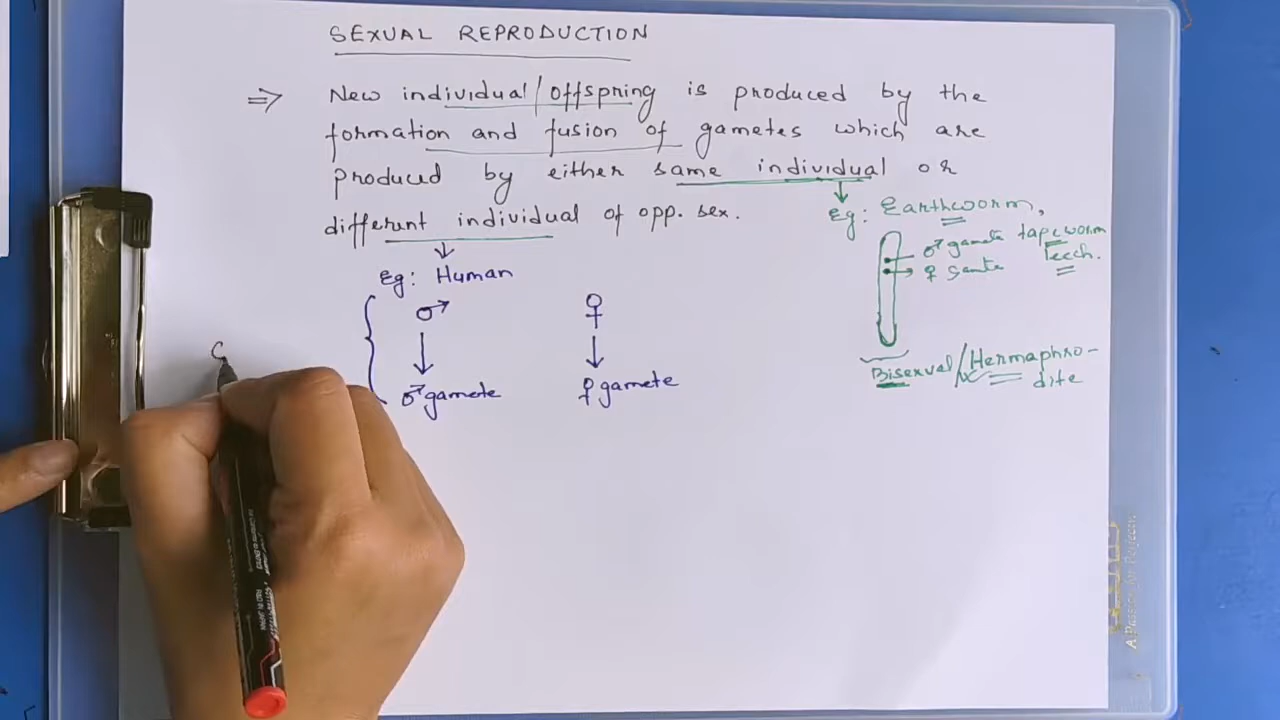 SEXUAL REPRODUCTION
⇒ New individual/offspring is produced by the
formation and fusion of gametes which are
produced by either same individual or
different individual of opp. sex.
Eg: Earthworm,
tapeworm
Leech.
♂ gamete
♀ gamete
Bisexual/Hermaphro-
dite
Eg: Human
♂ ♀
♂ gamete ♀ gamete